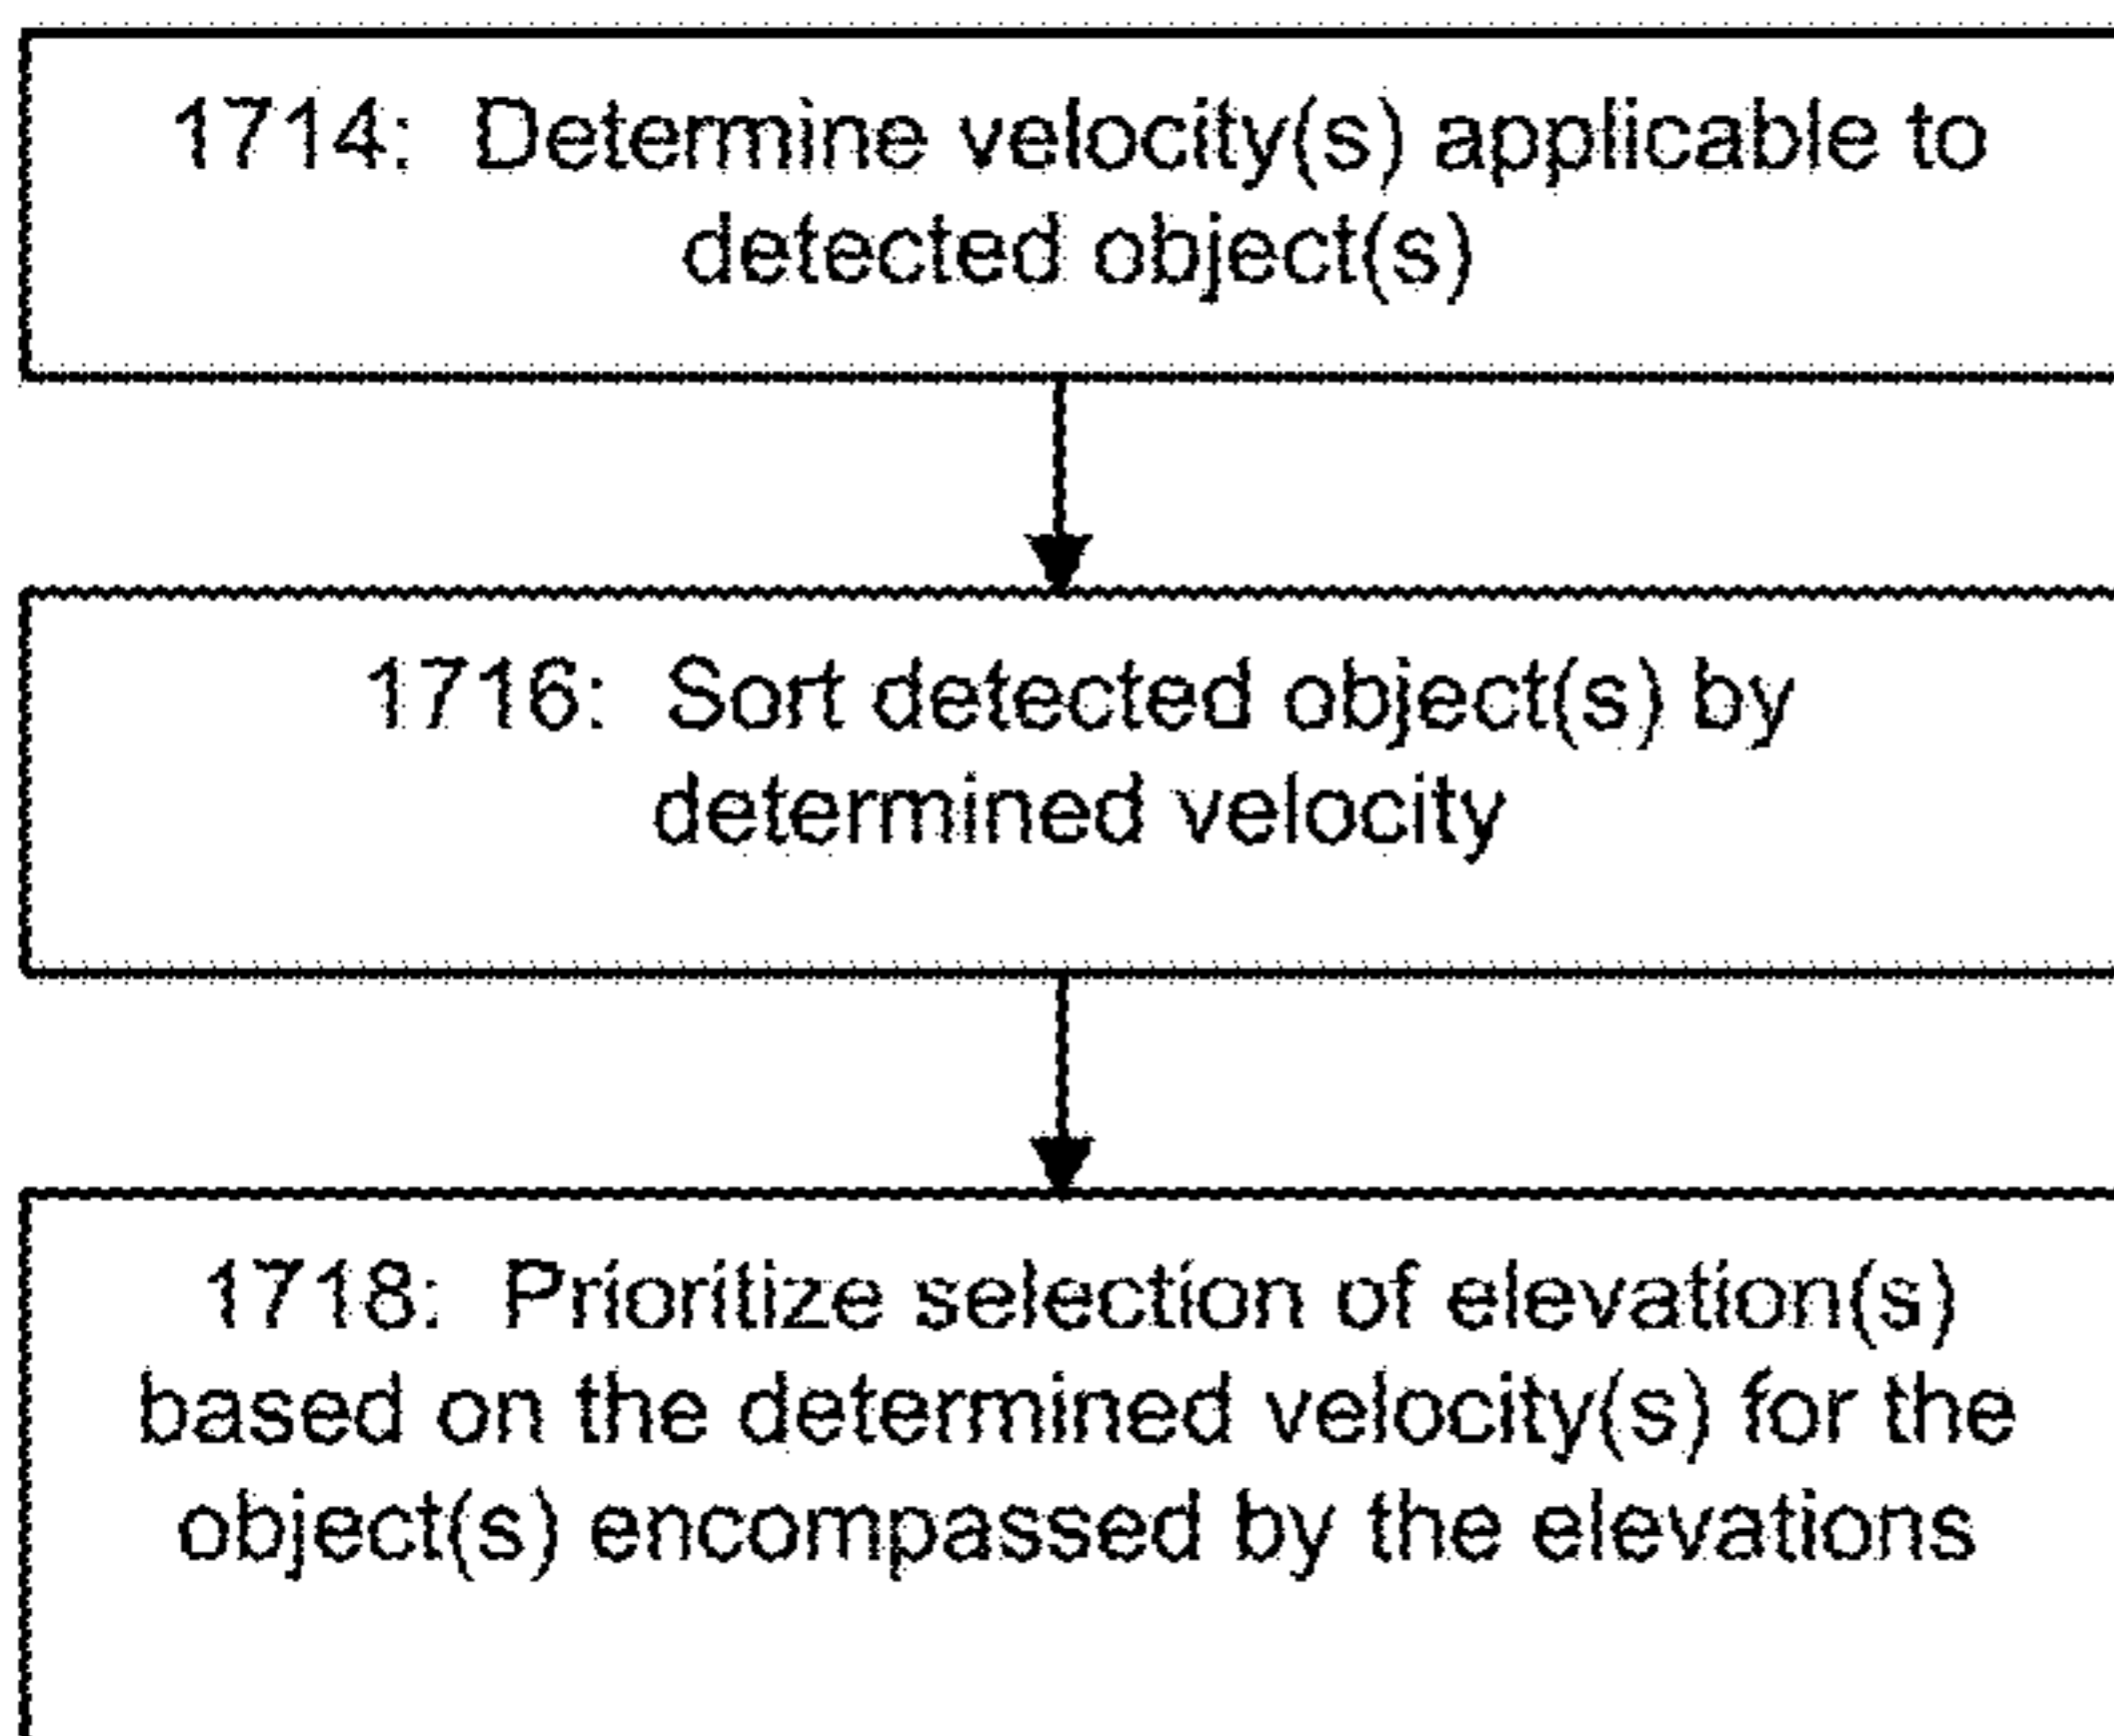 1714: Determine velocity(s) applicable to
detected object(s)
1716: Sort detected object(s) by
determined velocity
1718: Prioritize selection of elevation(s)
based on the determined velocity(s) for the
object(s) encompassed by the elevations